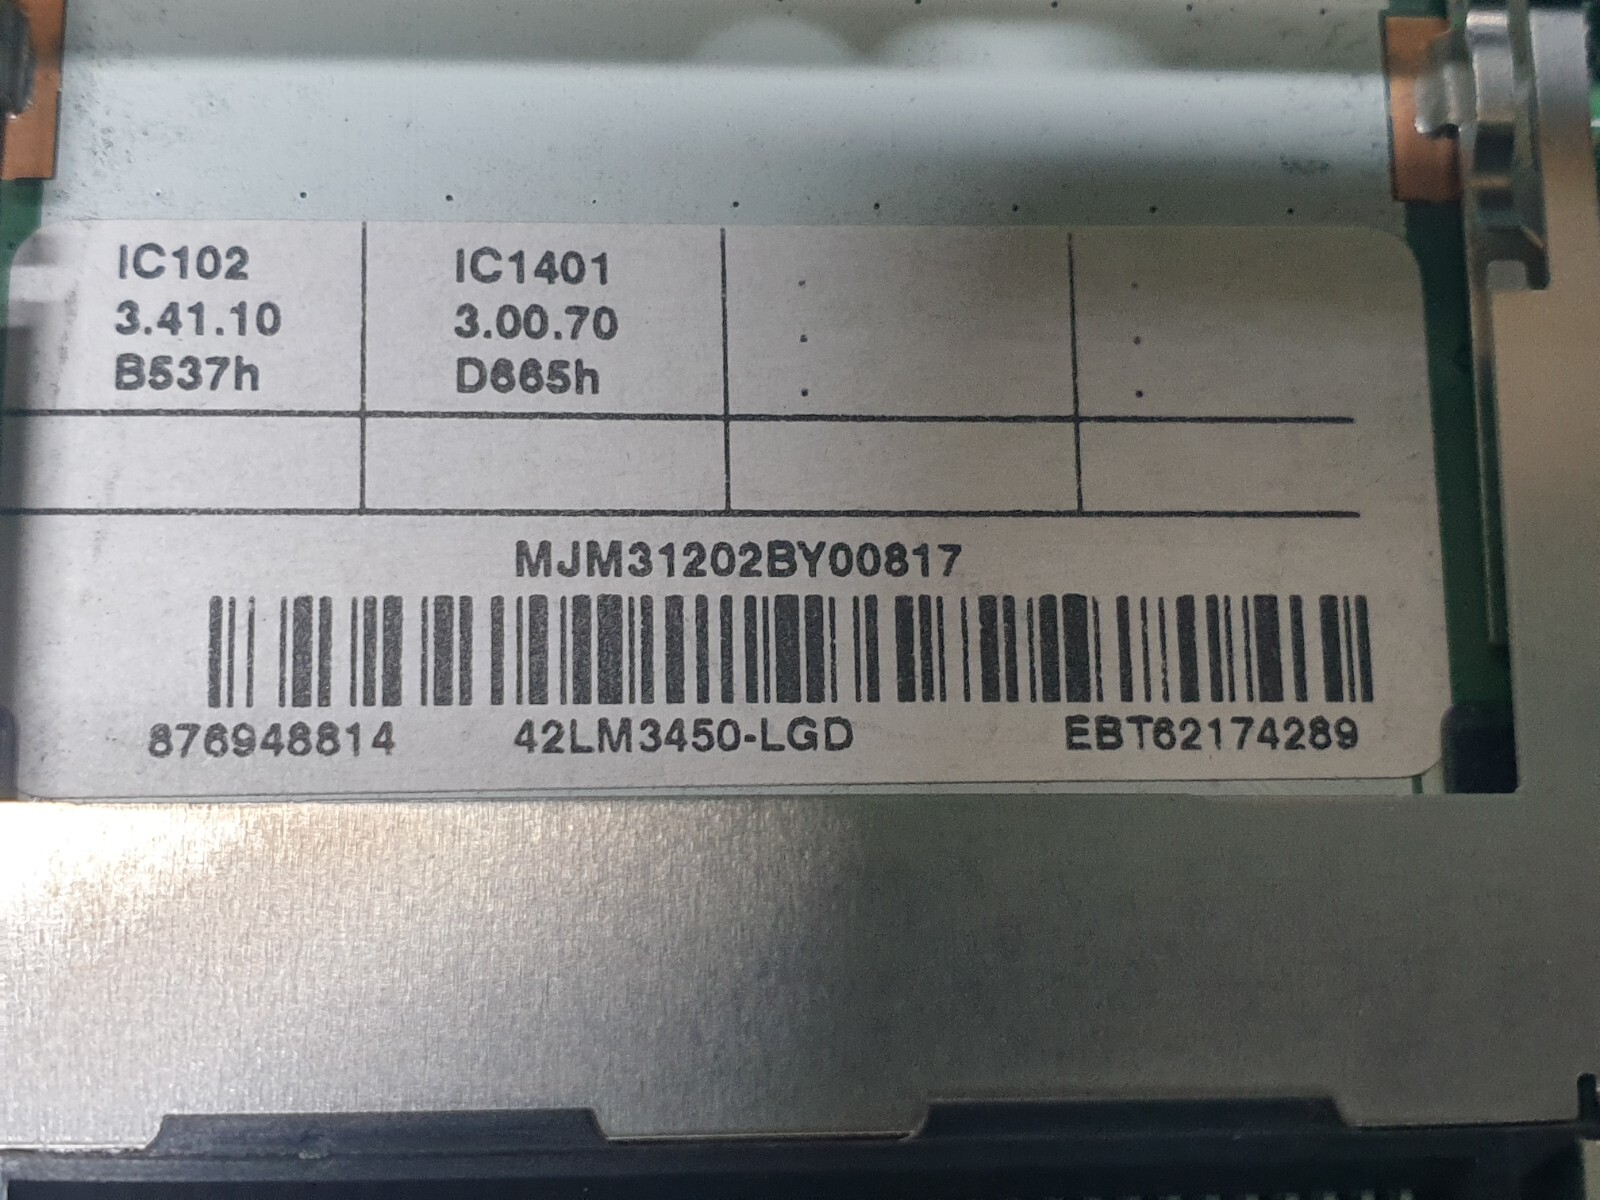 IC102 IC1401 : :
3.41.10 3.00.70
B537h D665h
MJM31202BY00817
876948814 42LM3450-LGD EBT62174289